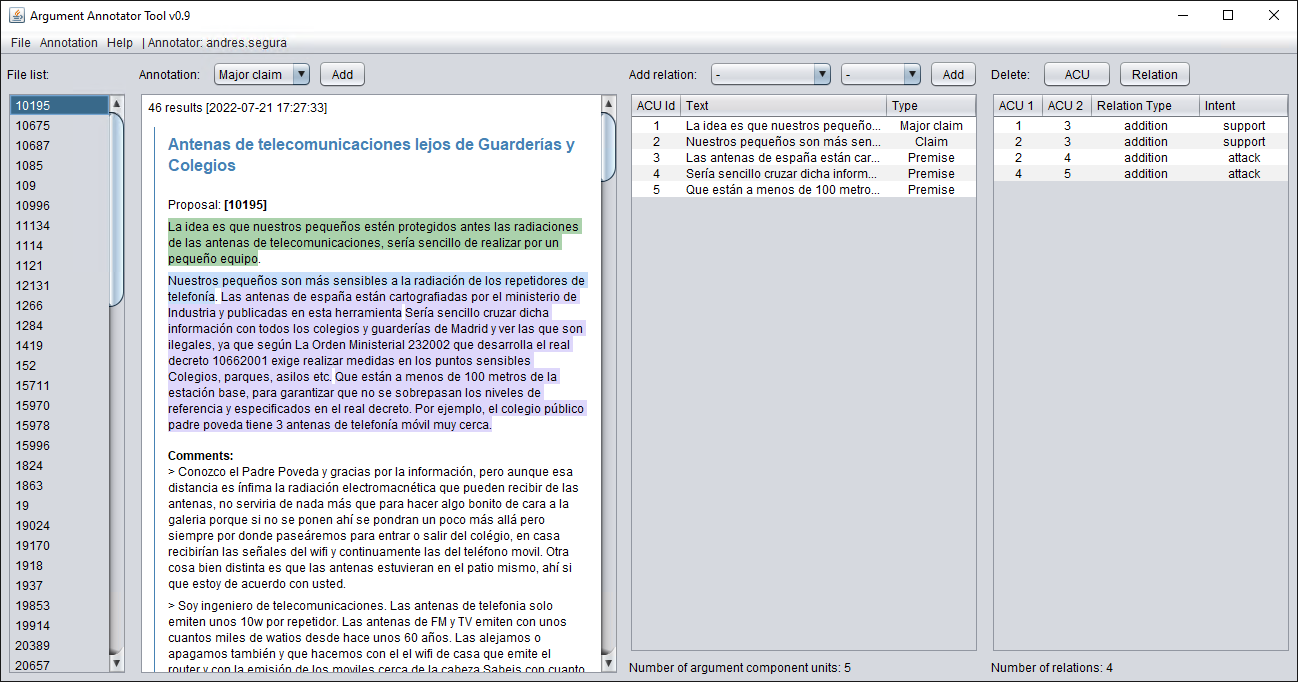 Argument Annotator Tool v0.9
File Annotation Help | Annotator: andres.segura
File list:
10195
10675
10687
1085
109
10996
11134
1114
1121
12131
1266
1284
1419
152
15711
15970
15978
15996
1824
1863
19
19024
19170
1918
1937
19853
19914
20389
20657
Annotation: Major claim Add
46 results [2022-07-21 17:27:33]
Antenas de telecomunicaciones lejos de Guarderías y
Colegios
Proposal: [10195]
La idea es que nuestros pequeños estén protegidos antes las radiaciones
de las antenas de telecomunicaciones, sería sencillo de realizar por un
pequeño equipo.
Nuestros pequeños son más sensibles a la radiación de los repetidores de
telefonía. Las antenas de españa están cartografiadas por el ministerio de
Industria y publicadas en esta herramienta Sería sencillo cruzar dicha
información con todos los colegios y guarderías de Madrid y ver las que son
ilegales, ya que según La Orden Ministerial 232002 que desarrolla el real
decreto 10662001 exige realizar medidas en los puntos sensibles
Colegios, parques, asilos etc. Que están a menos de 100 metros de la
estación base, para garantizar que no se sobrepasan los niveles de
referencia y especificados en el real decreto. Por ejemplo, el colegio público
padre poveda tiene 3 antenas de telefonía móvil muy cerca.
Comments:
> Conozco el Padre Poveda y gracias por la información, pero aunque esa
distancia es ínfima la radiación electromacnética que pueden recibir de las
antenas, no serviria de nada más que para hacer algo bonito de cara a la
galeria porque si no se ponen ahí se pondran un poco más allá pero
siempre por donde paseáremos para entrar o salir del colégio, en casa
recibirían las señales del wifi y continuamente las del teléfono movil. Otra
cosa bien distinta es que las antenas estuvieran en el patio mismo, ahí si
que estoy de acuerdo con usted.
> Soy ingeniero de telecomunicaciones. Las antenas de telefonia solo
emiten unos 10w por repetidor. Las antenas de FM y TV emiten con unos
cuantos miles de watios desde hace unos 60 años. Las alejamos o
apagamos también y que hacemos con el el wifi de casa que emite el
router y con la emisión de los moviles cerca de la cabeza Sabeis con cuanto
Add relation: - - Add
ACU Id Text Type
1 La idea es que nuestros pequeño... Major claim
2 Nuestros pequeños son más sen... Claim
3 Las antenas de españa están car... Premise
4 Sería sencillo cruzar dicha inform... Premise
5 Que están a menos de 100 metro... Premise
Number of argument component units: 5
Delete: ACU Relation
ACU 1 ACU 2 Relation Type Intent
1 3 addition support
2 3 addition support
2 4 addition attack
4 5 addition attack
Number of relations: 4